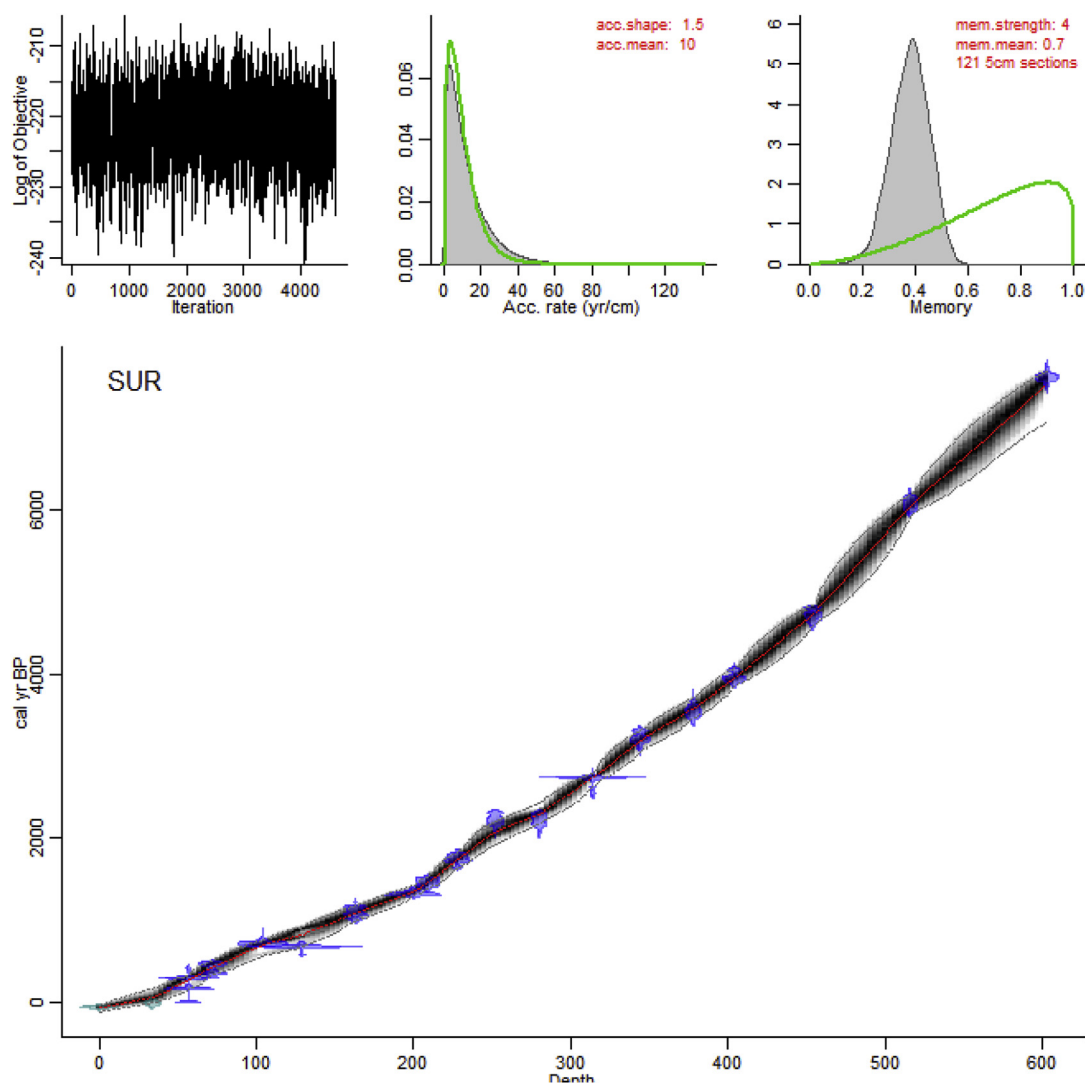 Log of Objective
-240 -230 -220 -210
0 1000 2000 3000 4000
Iteration
acc.shape: 1.5
acc.mean: 10
0.00 0.02 0.04 0.06
0 20 40 60 80 120
Acc. rate (yr/cm)
mem.strength: 4
mem.mean: 0.7
121 5cm sections
0 1 2 3 4 5 6
0.0 0.2 0.4 0.6 0.8 1.0
Memory
SUR
cal yr BP
0 2000 4000 6000
0 100 200 300 400 500 600
Depth